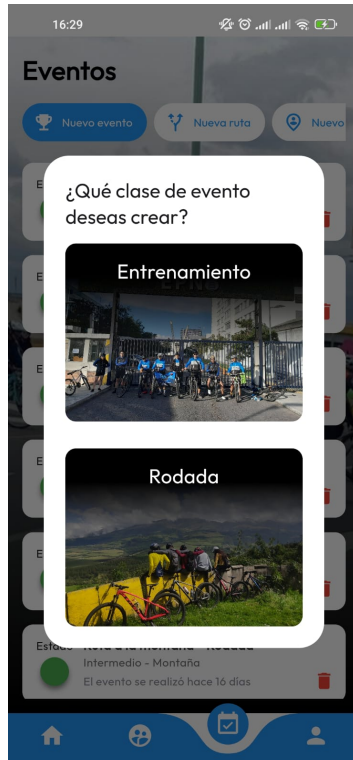 16:29
Eventos
Nuevo evento
Nueva ruta
Nuevo
¿Qué clase de evento
deseas crear?
Entrenamiento
Rodada
Intermedio - Montaña
El evento se realizó hace 16 días